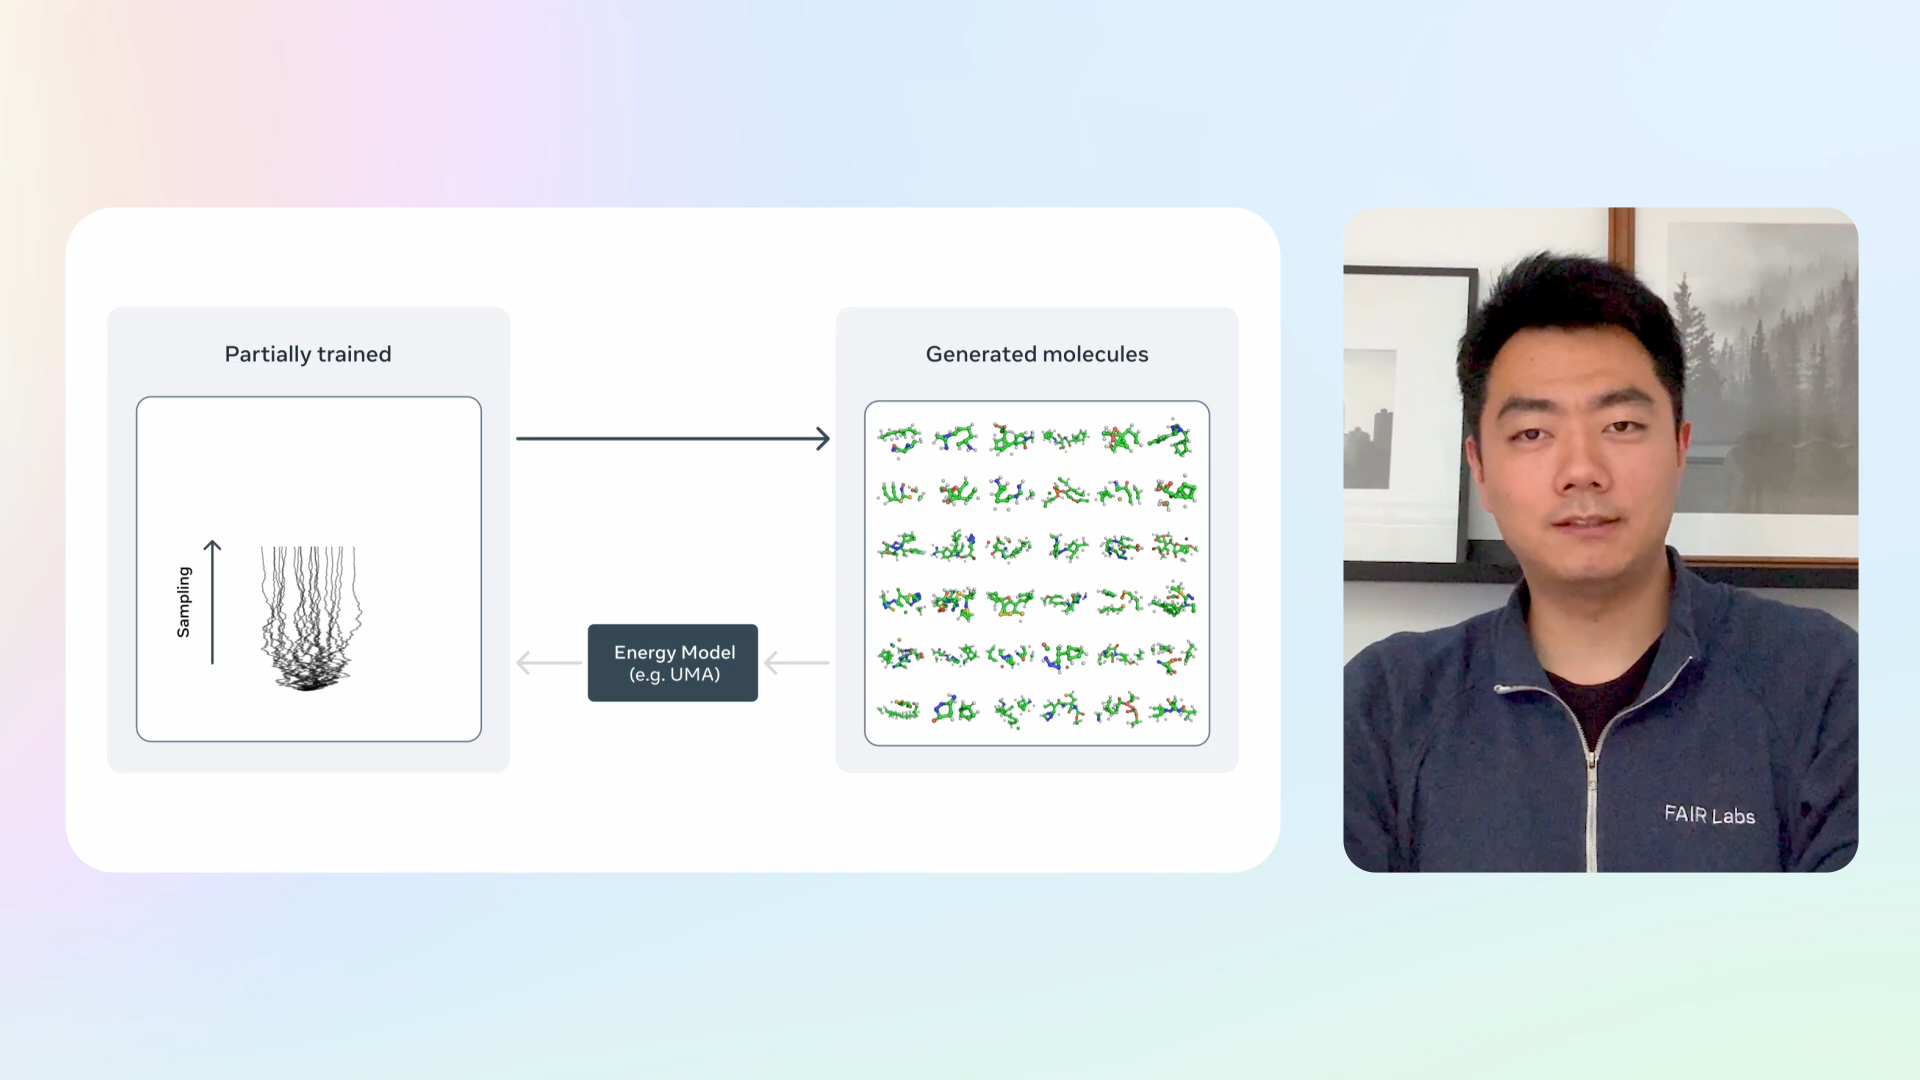 Partially trained
Sampling
Generated molecules
Energy Model
(e.g. UMA)
FAIR Labs